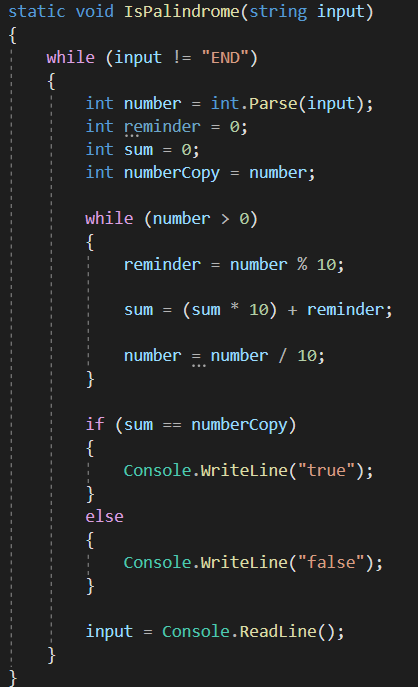 static void IsPalindrome(string input)
{
while (input != "END")
{
int number = int.Parse(input);
int reminder = 0;
int sum = 0;
int numberCopy = number;
while (number > 0)
{
reminder = number % 10;
sum = (sum * 10) + reminder;
number = number / 10;
}
if (sum == numberCopy)
{
Console.WriteLine("true");
}
else
{
Console.WriteLine("false");
}
input = Console.ReadLine();
}
}